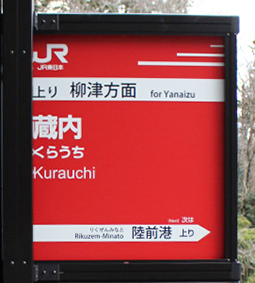 JR
JR東日本
上り 柳津方面 for Yanaizu
蔵内
くらうち
Kurauchi
(Next) 次は
りくぜんみなと
Rikuzem-Minato 陸前港 上り